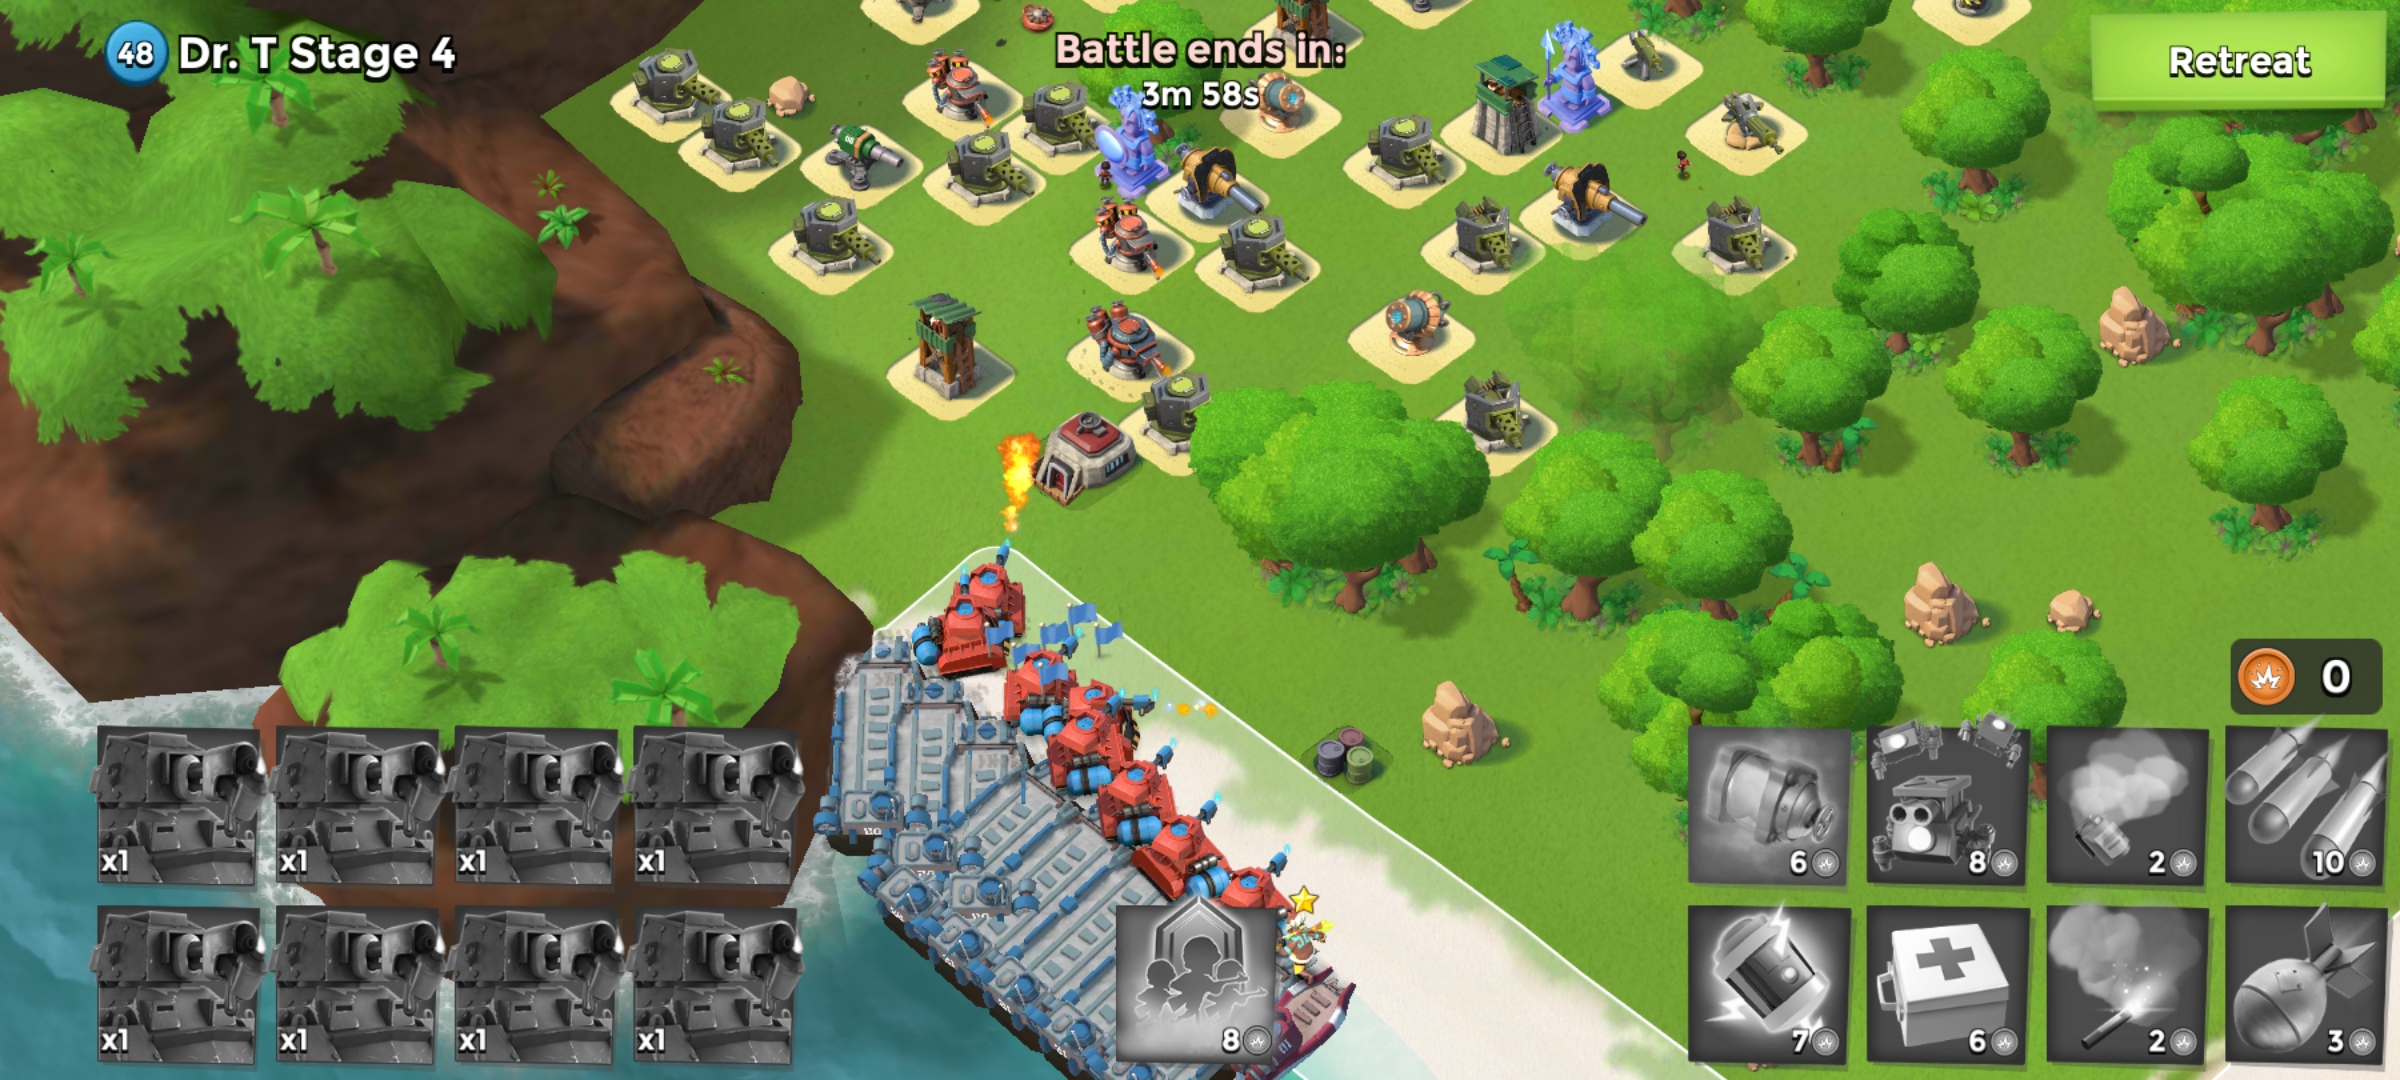 48 Dr. T Stage 4
Battle ends in:
3m 58s
Retreat
0
x1 x1 x1 x1
6 8 2 10
x1 x1 x1 x1
8
7 6 2 3